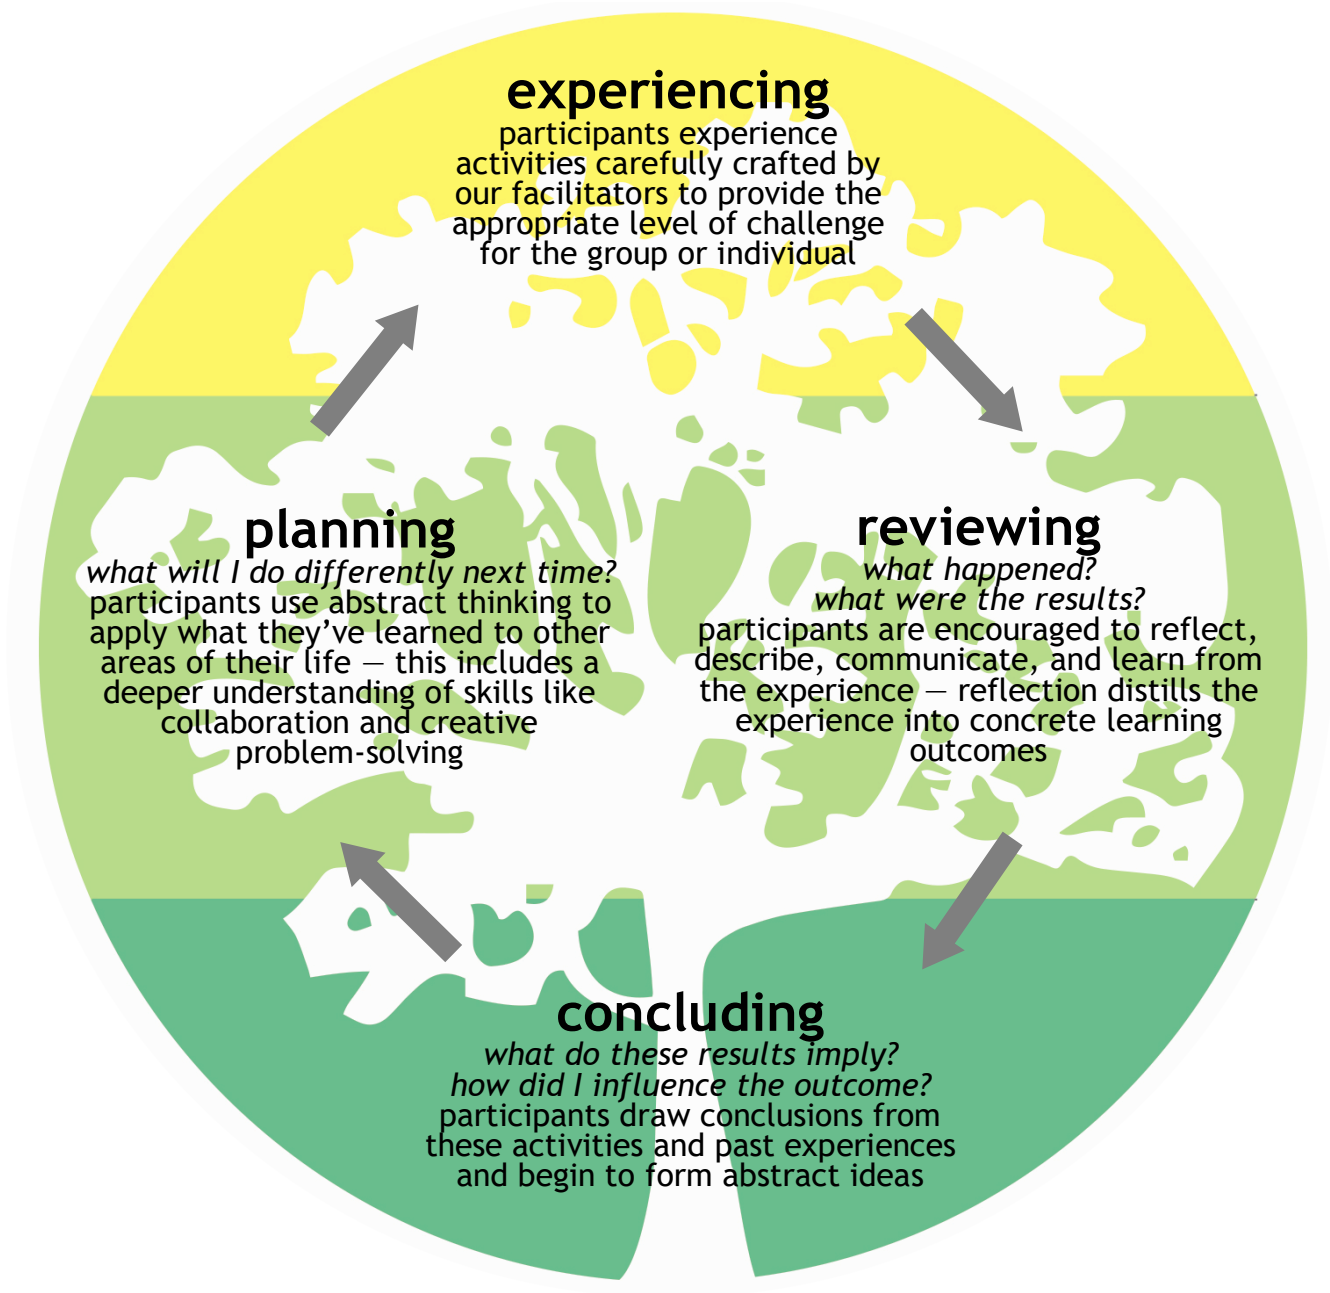 experiencing
participants experience
activities carefully crafted by
our facilitators to provide the
appropriate level of challenge
for the group or individual
planning
what will I do differently next time?
participants use abstract thinking to
apply what they’ve learned to other
areas of their life – this includes a
deeper understanding of skills like
collaboration and creative
problem-solving
reviewing
what happened?
what were the results?
participants are encouraged to reflect,
describe, communicate, and learn from
the experience – reflection distills the
experience into concrete learning
outcomes
concluding
what do these results imply?
how did I influence the outcome?
participants draw conclusions from
these activities and past experiences
and begin to form abstract ideas